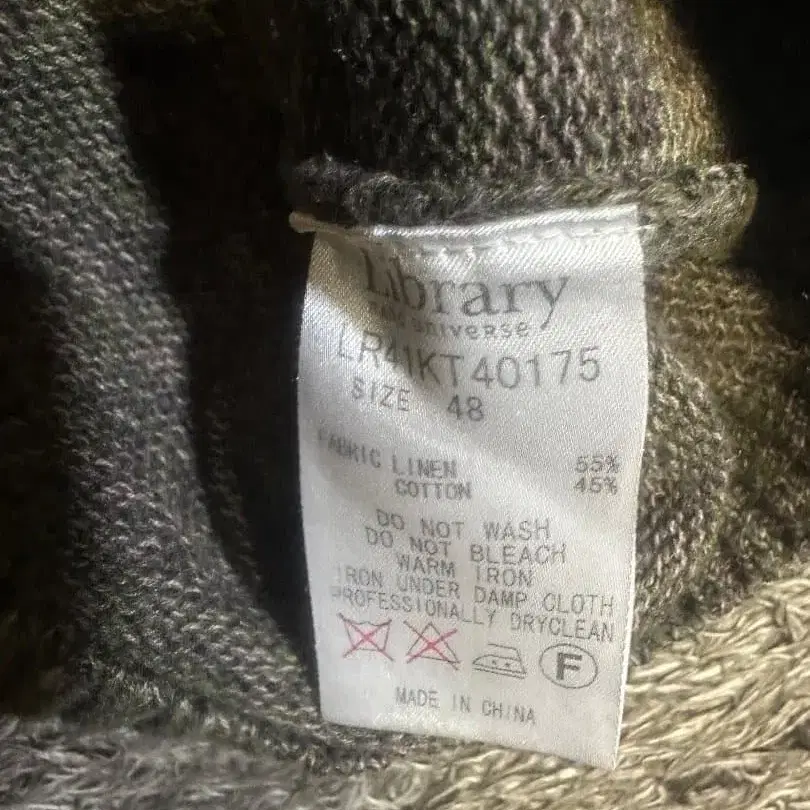 Library
UNIVERSE
LR41KT40175
SIZE 48
FABRIC LINEN 55%
COTTON 45%
DO NOT WASH
DO NOT BLEACH
WARM IRON
IRON UNDER DAMP CLOTH
PROFESSIONALLY DRYCLEAN
F
MADE IN CHINA